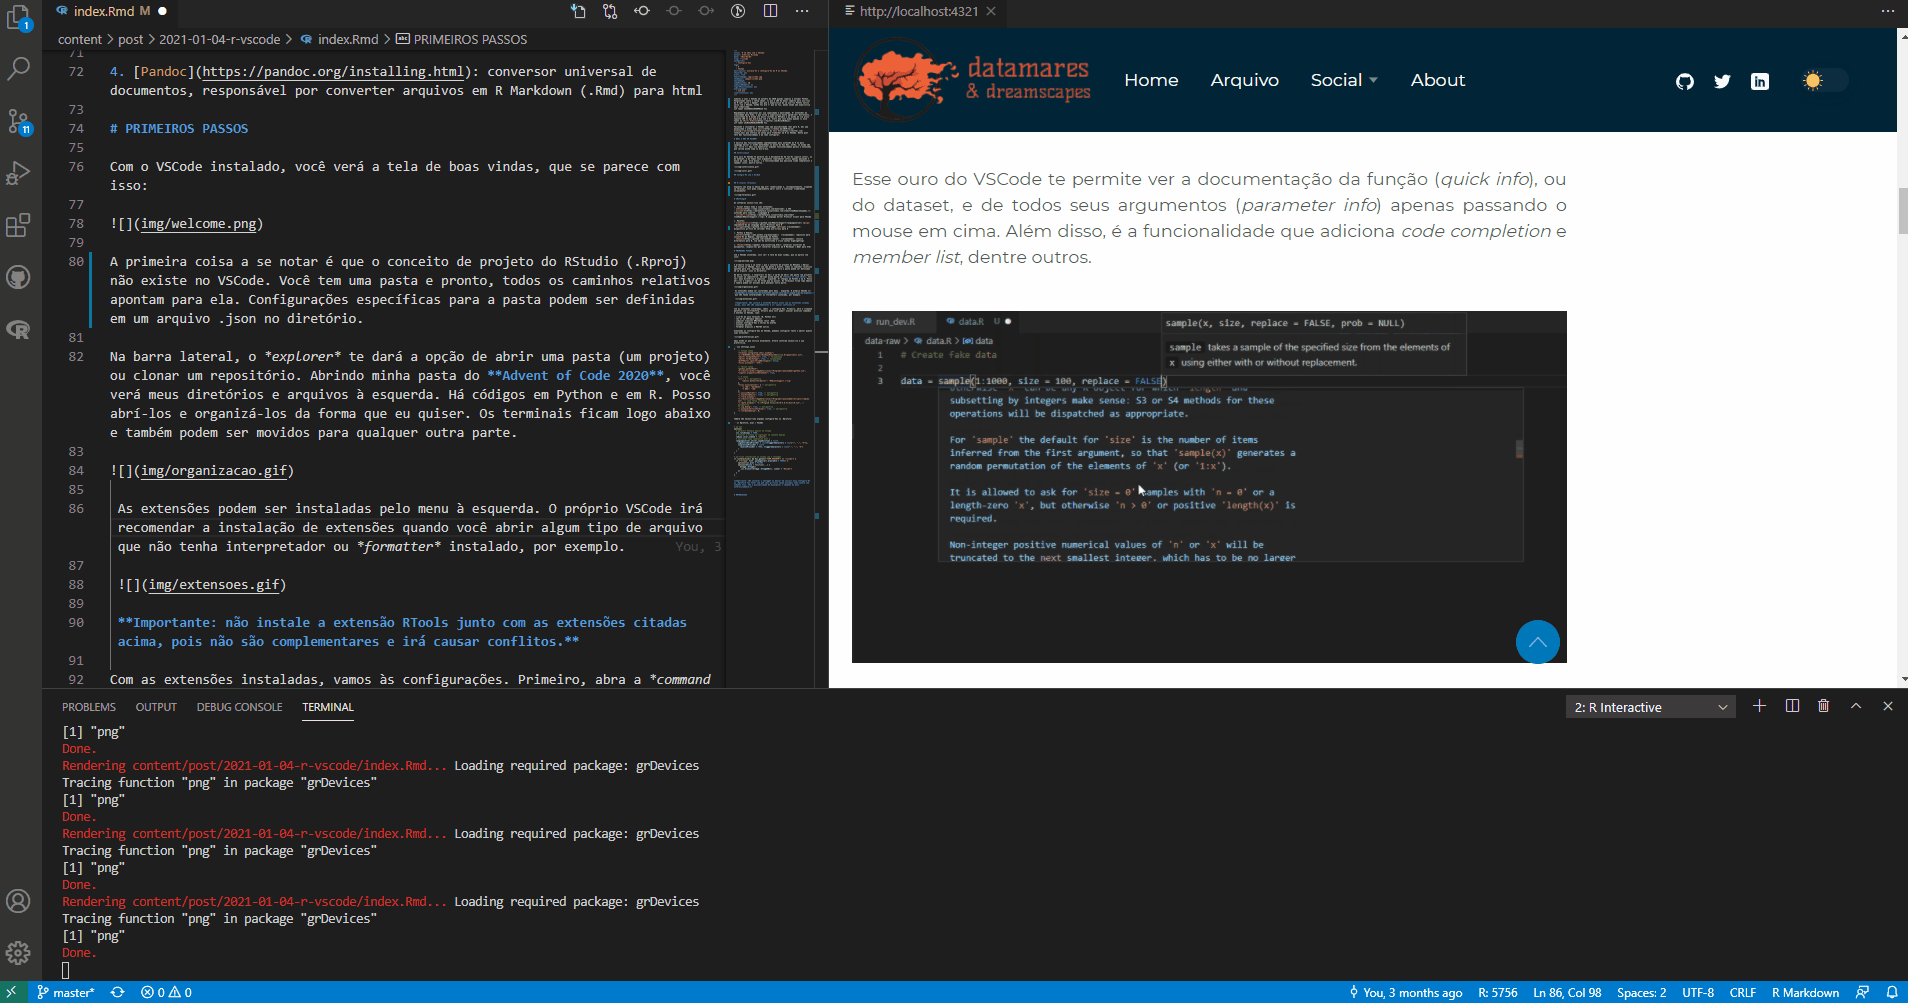 index.Rmd M
content > post > 2021-01-04-r-vscode > index.Rmd > PRIMEIROS PASSOS
71
72 4. [Pandoc](https://pandoc.org/installing.html): conversor universal de
documentos, responsável por converter arquivos em R Markdown (.Rmd) para html
73
74 # PRIMEIROS PASSOS
75
76 Com o VSCode instalado, você verá a tela de boas vindas, que se parece com
isso:
77
78 ![](img/welcome.png)
79
80 A primeira coisa a se notar é que o conceito de projeto do RStudio (.Rproj)
não existe no VSCode. Você tem uma pasta e pronto, todos os caminhos relativos
apontam para ela. Configurações específicas para a pasta podem ser definidas
em um arquivo .json no diretório.
81
82 Na barra lateral, o *explorer* te dará a opção de abrir uma pasta (um projeto)
ou clonar um repositório. Abrindo minha pasta do **Advent of Code 2020**, você
verá meus diretórios e arquivos à esquerda. Há códigos em Python e em R. Posso
abrí-los e organizá-los da forma que eu quiser. Os terminais ficam logo abaixo
e também podem ser movidos para qualquer outra parte.
83
84 ![](img/organizacao.gif)
85
86 As extensões podem ser instaladas pelo menu à esquerda. O próprio VSCode irá
recomendar a instalação de extensões quando você abrir algum tipo de arquivo
que não tenha interpretador ou *formatter* instalado, por exemplo. You, 3
87
88 ![](img/extensoes.gif)
89
90 **Importante: não instale a extensão RTools junto com as extensões citadas
acima, pois não são complementares e irá causar conflitos.**
91
92 Com as extensões instaladas, vamos às configurações. Primeiro, abra a *command
http://localhost:4321
datamares
& dreamscapes
Home Arquivo Social About
Esse ouro do VSCode te permite ver a documentação da função (quick info), ou
do dataset, e de todos seus argumentos (parameter info) apenas passando o
mouse em cima. Além disso, é a funcionalidade que adiciona code completion e
member list, dentre outros.
run_dev.R data.R U
data-raw > data.R > data
1 # Create fake data
2
3 data = sample(1:1000, size = 100, replace = FALSE)
sample(x, size, replace = FALSE, prob = NULL)
sample takes a sample of the specified size from the elements of
x using either with or without replacement.
otherwise 'x' can be any R object for which 'length' and
subsetting by integers make sense: S3 or S4 methods for these
operations will be dispatched as appropriate.
For `sample` the default for `size` is the number of items
inferred from the first argument, so that `sample(x)` generates a
random permutation of the elements of `x` (or `1:x`).
It is allowed to ask for `size = 0` samples with `n = 0` or a
length-zero `x`, but otherwise `n > 0` or positive `length(x)` is
required.
Non-integer positive numerical values of `n` or `x` will be
truncated to the next smallest integer, which has to be no larger
PROBLEMS OUTPUT DEBUG CONSOLE TERMINAL
2: R Interactive
[1] "png"
Done.
Rendering content/post/2021-01-04-r-vscode/index.Rmd... Loading required package: grDevices
Tracing function "png" in package "grDevices"
[1] "png"
Done.
Rendering content/post/2021-01-04-r-vscode/index.Rmd... Loading required package: grDevices
Tracing function "png" in package "grDevices"
[1] "png"
Done.
Rendering content/post/2021-01-04-r-vscode/index.Rmd... Loading required package: grDevices
Tracing function "png" in package "grDevices"
[1] "png"
Done.
1
11
master* 0 0
You, 3 months ago R: 5756 Ln 86, Col 98 Spaces: 2 UTF-8 CRLF R Markdown